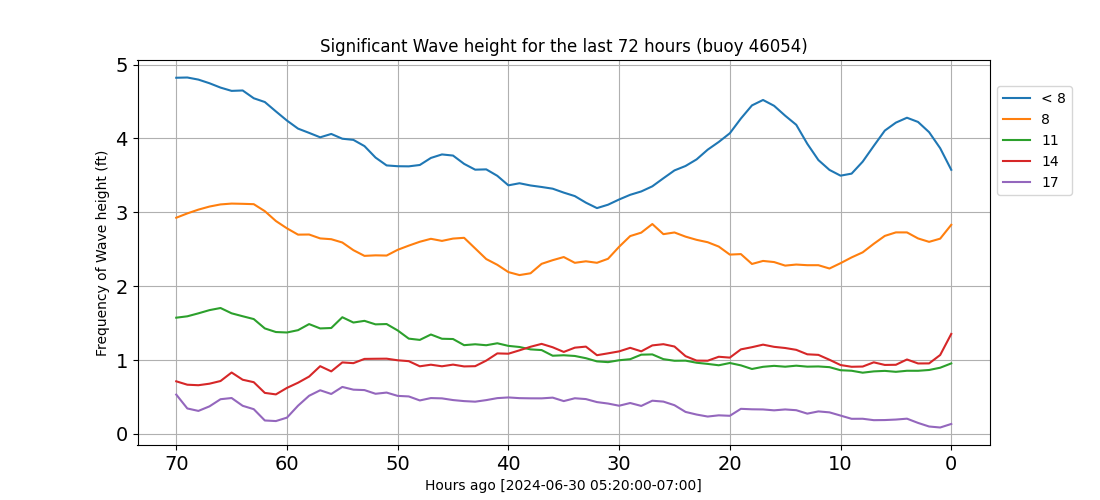 Significant Wave height for the last 72 hours (buoy 46054)
Frequency of Wave height (ft)
5
4
3
2
1
0
70 60 50 40 30 20 10 0
Hours ago [2024-06-30 05:20:00-07:00]
< 8
8
11
14
17